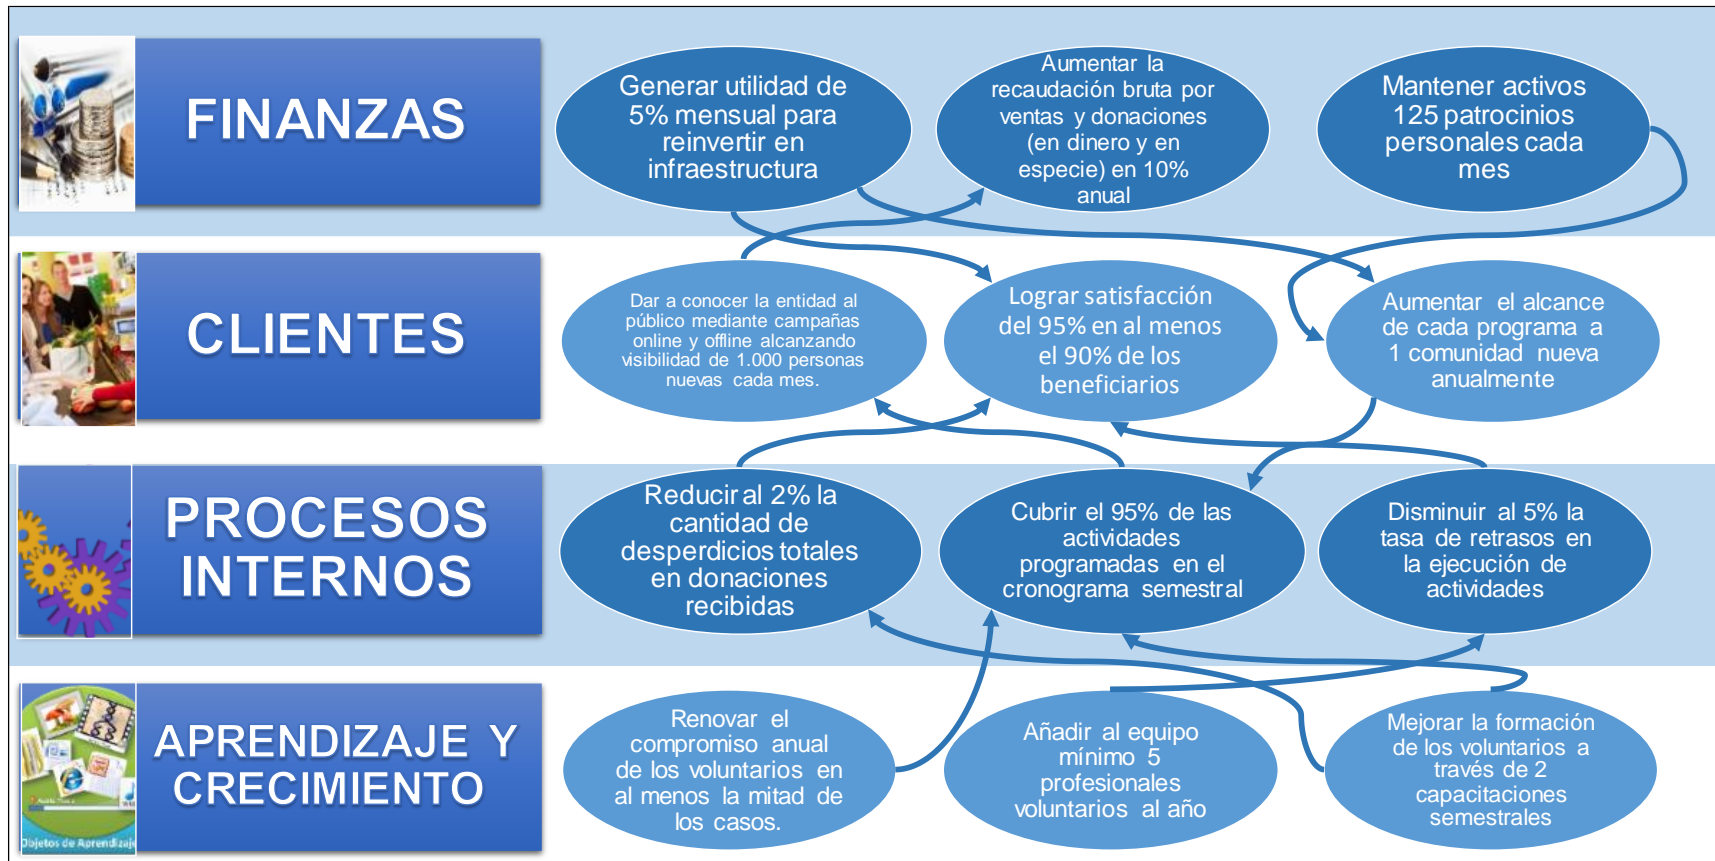 FINANZAS
Generar utilidad de
5% mensual para
reinvertir en
infraestructura
Aumentar la
recaudación bruta por
ventas y donaciones
(en dinero y en
especie) en 10%
anual
Mantener activos
125 patrocinios
personales cada
mes
CLIENTES
Dar a conocer la entidad al
público mediante campañas
online y offline alcanzando
visibilidad de 1.000 personas
nuevas cada mes.
Lograr satisfacción
del 95% en al menos
el 90% de los
beneficiarios
Aumentar el alcance
de cada programa a
1 comunidad nueva
anualmente
PROCESOS
INTERNOS
Reducir al 2% la
cantidad de
desperdicios totales
en donaciones
recibidas
Cubrir el 95% de las
actividades
programadas en el
cronograma semestral
Disminuir al 5% la
tasa de retrasos en
la ejecución de
actividades
APRENDIZAJE Y
CRECIMIENTO
Objetos de Aprendizaje
Renovar el
compromiso anual
de los voluntarios en
al menos la mitad de
los casos.
Añadir al equipo
mínimo 5
profesionales
voluntarios al año
Mejorar la formación
de los voluntarios a
través de 2
capacitaciones
semestrales